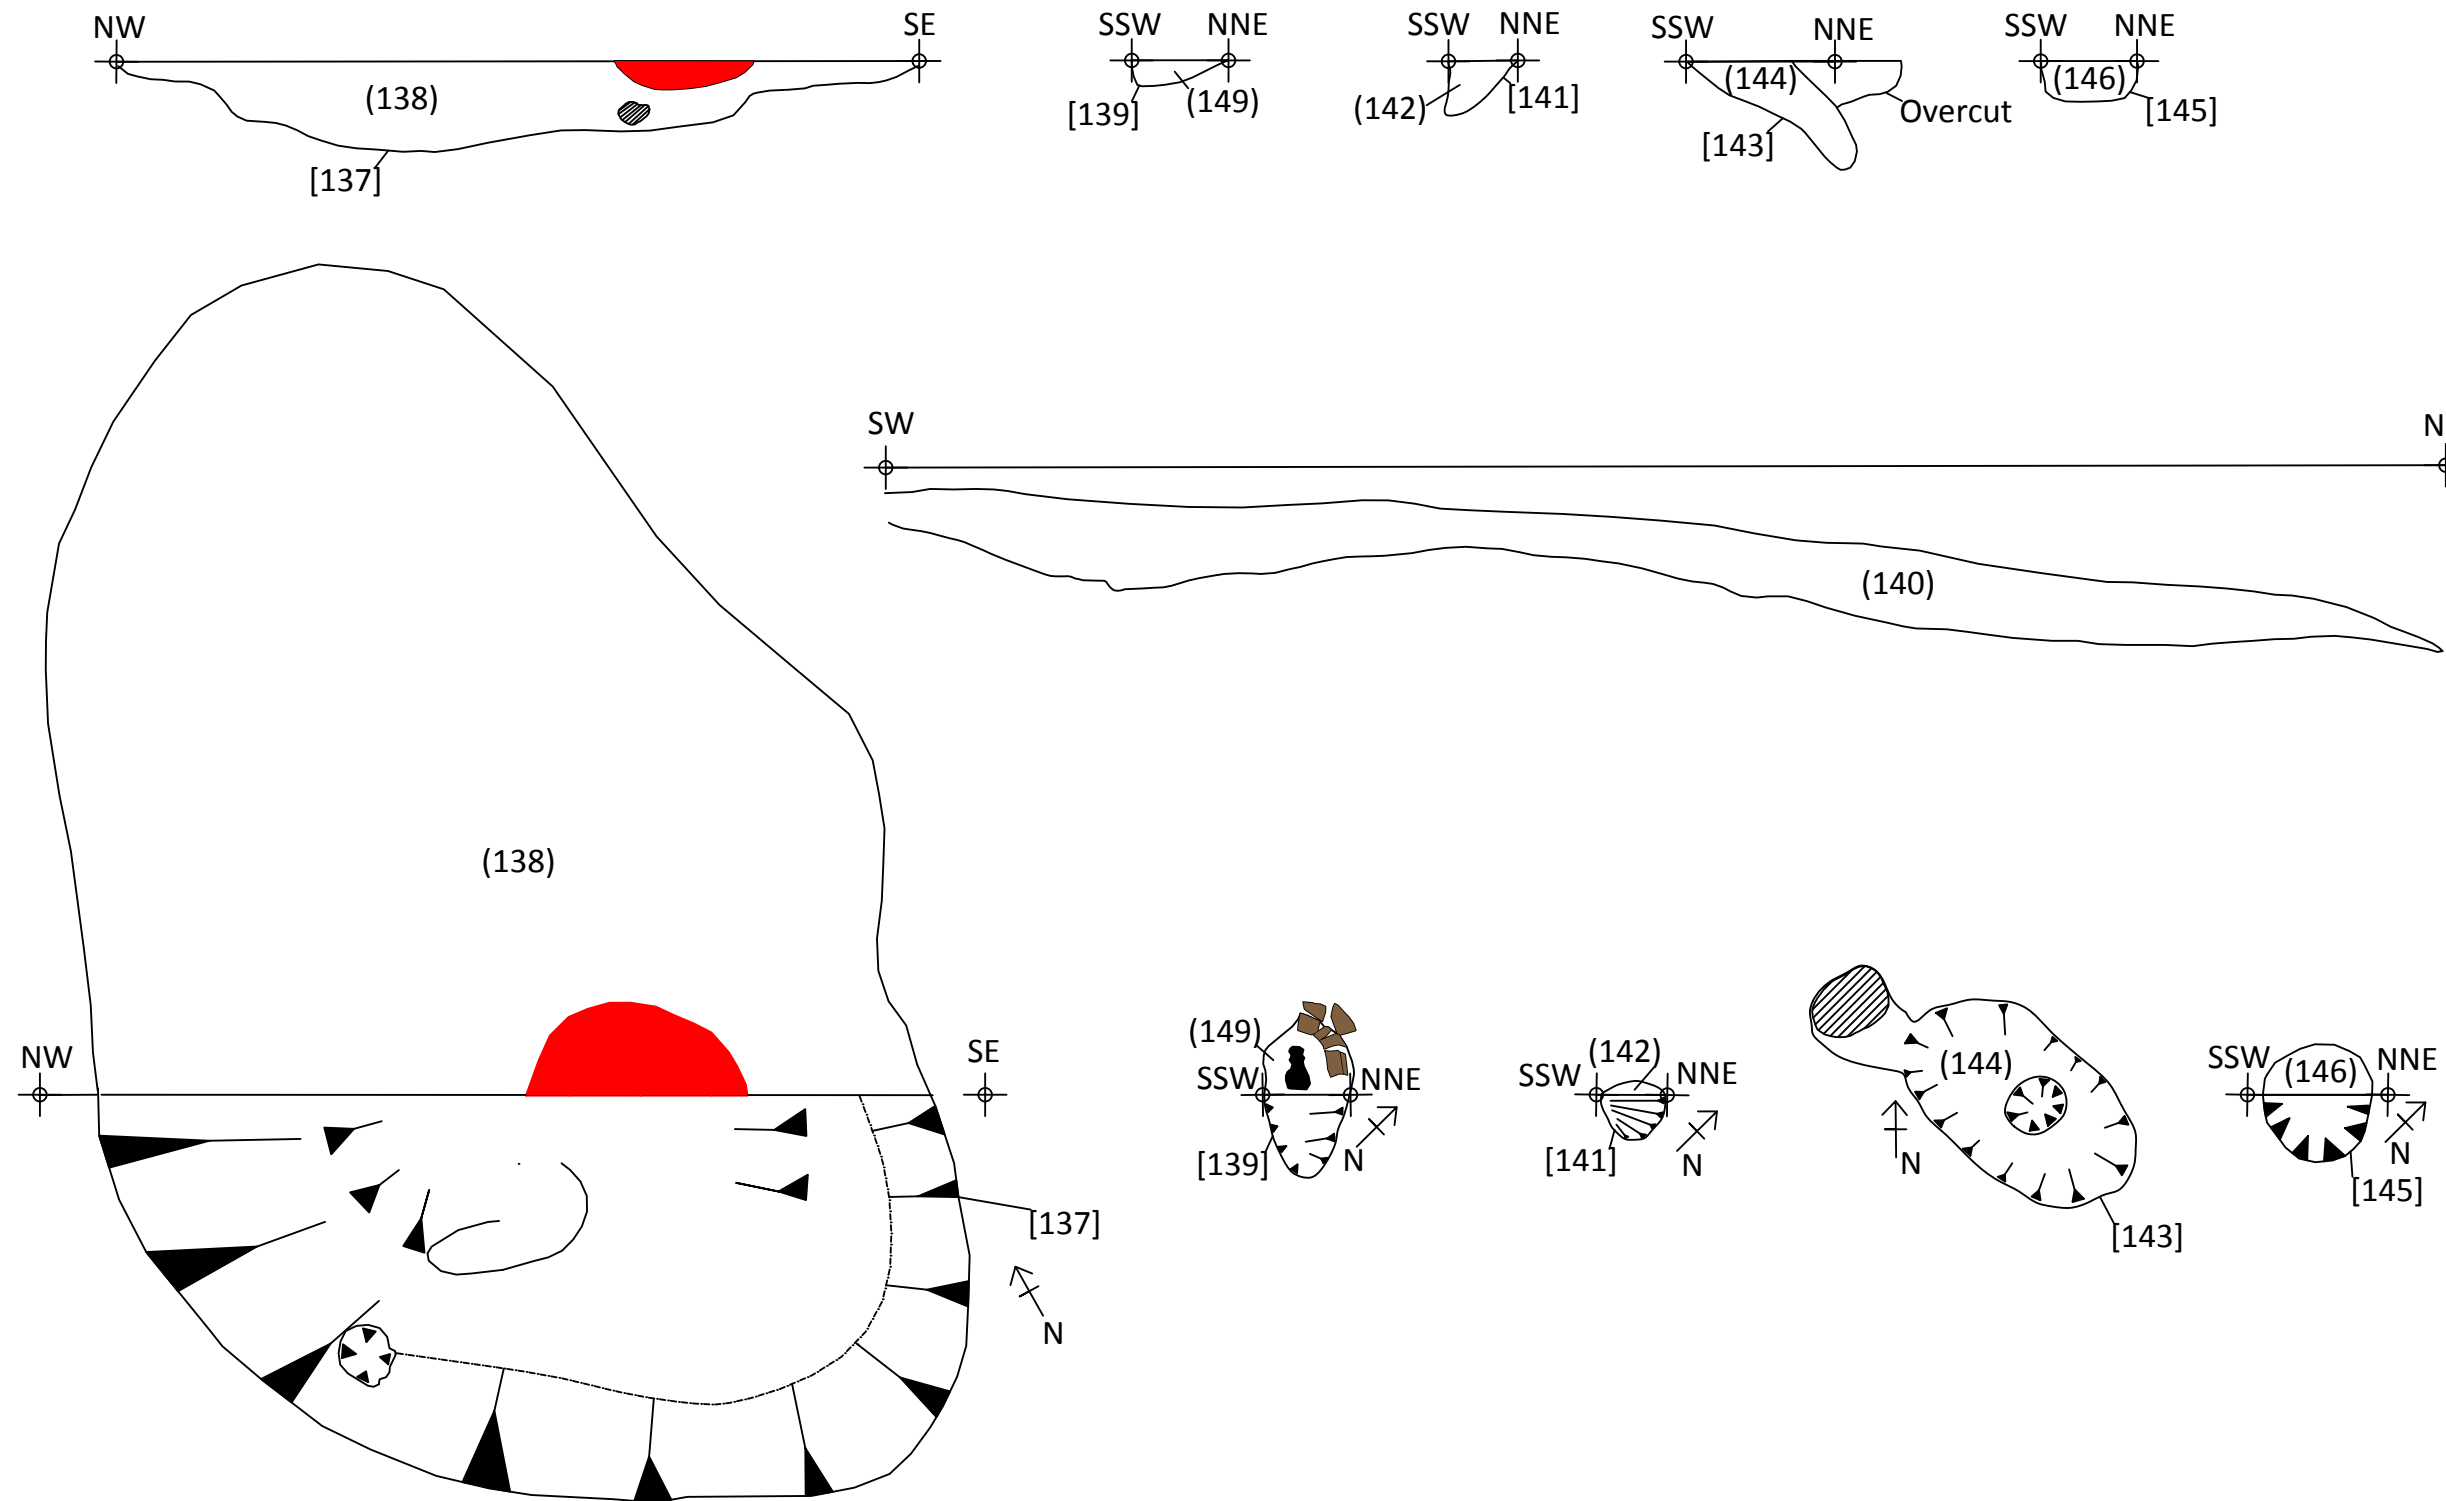 NW
SE
(138)
[137]
SSW
NNE
[139]
(149)
SSW
NNE
(142)
[141]
SSW
NNE
(144)
[143]
Overcut
SSW
NNE
(146)
[145]
SW
N
(140)
(138)
NW
SE
[137]
N
(149)
SSW
NNE
[139]
N
(142)
SSW
NNE
[141]
N
(144)
N
[143]
SSW
NNE
(146)
N
[145]